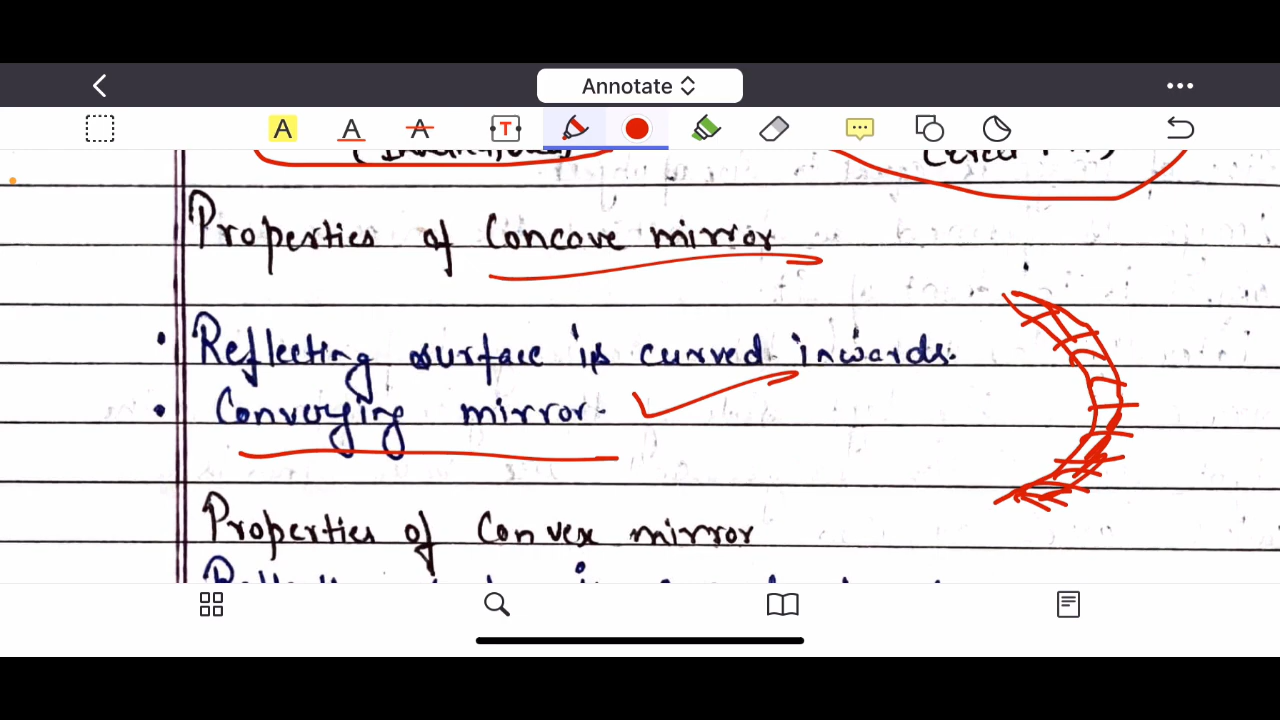 Annotate
A A A T
Properties of Concave mirror
• Reflecting surface is curved inwards.
• Converging mirror.
Properties of Convex mirror